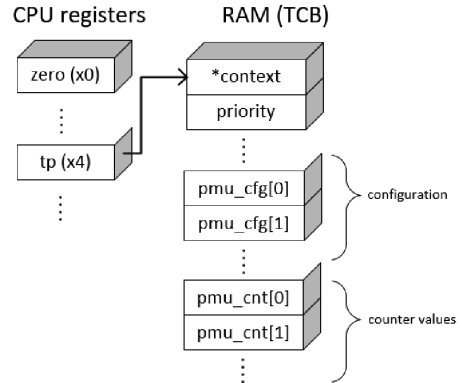 CPU registers
zero (x0)
tp (x4)
RAM (TCB)
*context
priority
pmu_cfg[0]
pmu_cfg[1]
configuration
pmu_cnt[0]
pmu_cnt[1]
counter values